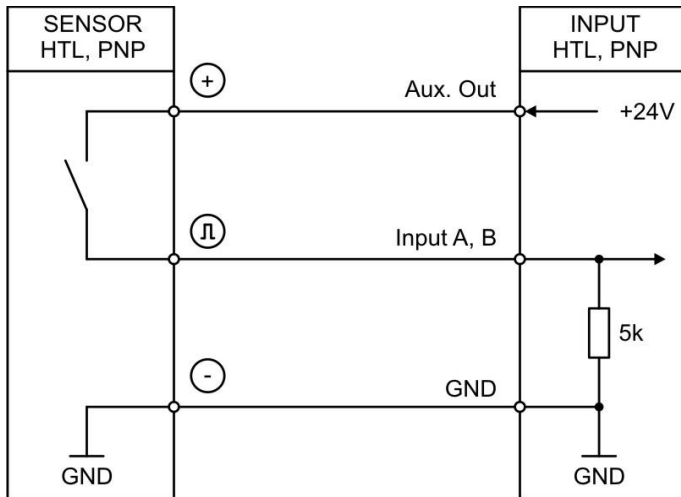 SENSOR
HTL, PNP
INPUT
HTL, PNP
+
Aux. Out
+24V
Input A, B
5k
-
GND
GND
GND